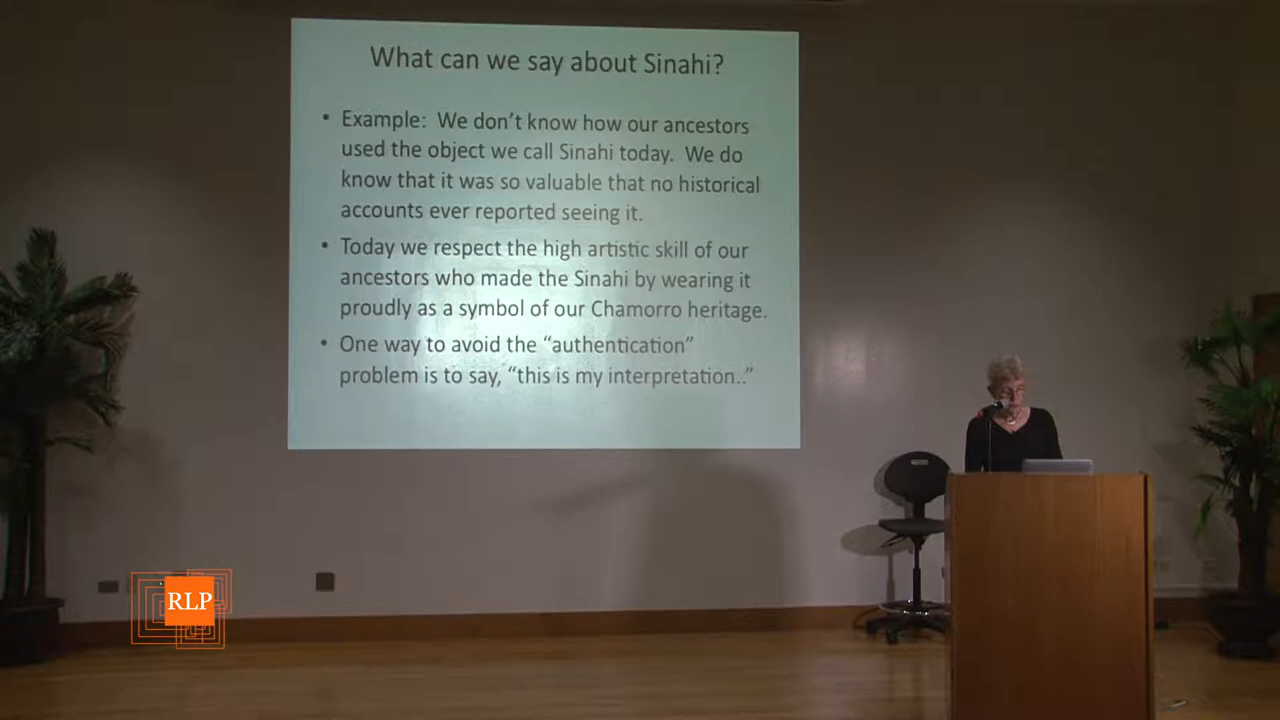 What can we say about Sinahi?
• Example: We don't know how our ancestors
used the object we call Sinahi today. We do
know that it was so valuable that no historical
accounts ever reported seeing it.
• Today we respect the high artistic skill of our
ancestors who made the Sinahi by wearing it
proudly as a symbol of our Chamorro heritage.
• One way to avoid the “authentication”
problem is to say, “this is my interpretation..”
RLP